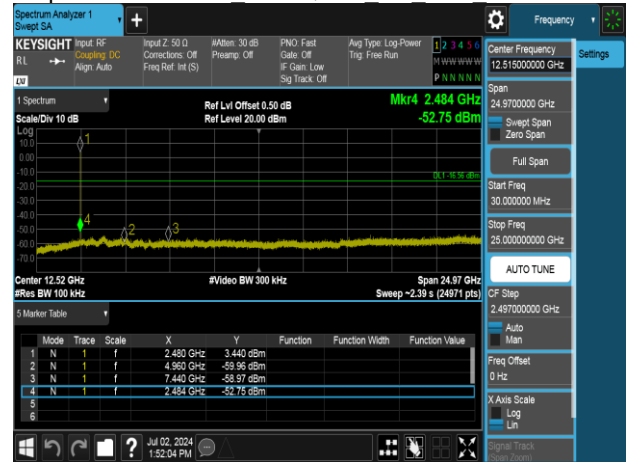 Spectrum Analyzer 1
Swept SA
Frequency
KEYSIGHT
RL
Input: RF
Coupling: DC
Align: Auto
Input Z: 50 Ω
Corrections: Off
Freq Ref: Int (S)
#Atten: 30 dB
Preamp: Off
PNO: Fast
Gate: Off
IF Gain: Low
Sig Track: Off
Avg Type: Log-Power
Trig: Free Run
1 2 3 4 5 6
M W W W W W
P N N N N N
LXI
1 Spectrum
Scale/Div 10 dB
Ref Lvl Offset 0.50 dB
Ref Level 20.00 dBm
Mkr4 2.484 GHz
-52.75 dBm
Log
10.0
0.00
-10.0
-20.0
-30.0
-40.0
-50.0
-60.0
-70.0
1
4
2
3
DL1 -16.56 dBm
Center 12.52 GHz
#Video BW 300 kHz
Span 24.97 GHz
#Res BW 100 kHz
Sweep ~2.39 s (24971 pts)
5 Marker Table
Mode Trace Scale X Y Function Function Width Function Value
1 N 1 f 2.480 GHz 3.440 dBm
2 N 1 f 4.960 GHz -59.96 dBm
3 N 1 f 7.440 GHz -58.97 dBm
4 N 1 f 2.484 GHz -52.75 dBm
5
6
Jul 02, 2024
1:52:04 PM
Center Frequency
12.515000000 GHz
Settings
Span
24.9700000 GHz
Swept Span
Zero Span
Full Span
Start Freq
30.000000 MHz
Stop Freq
25.000000000 GHz
AUTO TUNE
CF Step
2.497000000 GHz
Auto
Man
Freq Offset
0 Hz
X Axis Scale
Log
Lin
Signal Track
(Span Zoom)